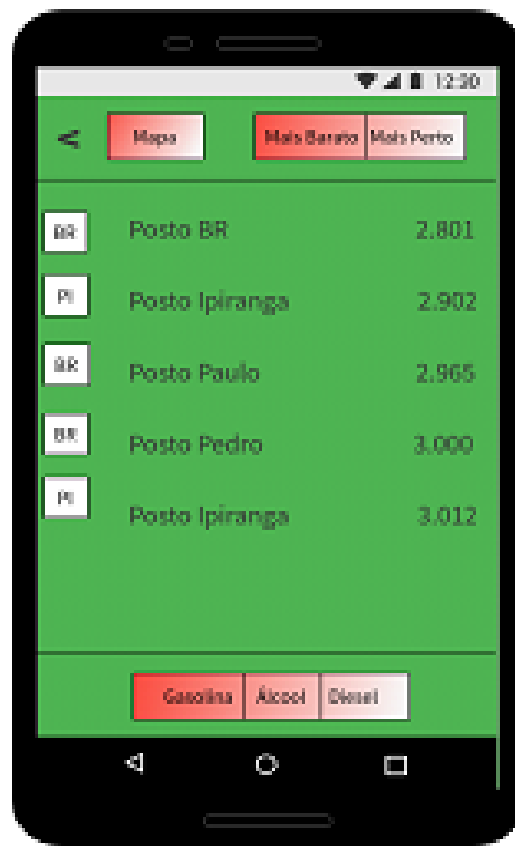 12:30
< Mapa Mais Barato Mais Perto
BR Posto BR 2.801
PI Posto Ipiranga 2.902
BR Posto Paulo 2.965
BR Posto Pedro 3.000
PI Posto Ipiranga 3.012
Gasolina Álcool Diesel